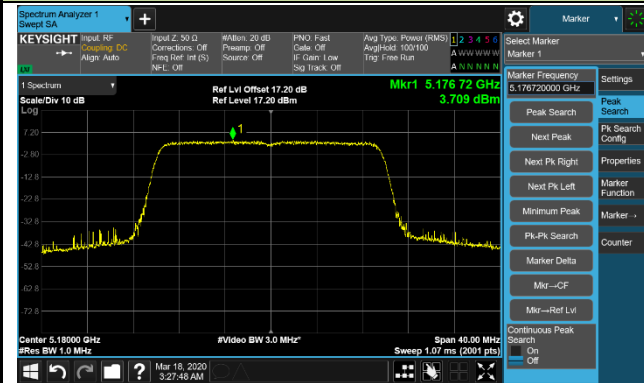 Spectrum Analyzer 1
Swept SA
Marker
KEYSIGHT
Input: RF
Coupling: DC
Align: Auto
Input Z: 50 Ω
Corrections: Off
Freq Ref: Int (S)
NFE: Off
#Atten: 20 dB
Preamp: Off
Source: Off
PNO: Fast
Gate: Off
IF Gain: Low
Sig Track: Off
Avg Type: Power (RMS)
Avg|Hold: 100/100
Trig: Free Run
1 2 3 4 5 6
A W W W W W
A N N N N N
LXI
Select Marker
Marker 1
1 Spectrum
Scale/Div 10 dB
Log
Ref Lvl Offset 17.20 dB
Ref Level 17.20 dBm
Mkr1 5.176 72 GHz
3.709 dBm
1
7.20
-2.80
-12.8
-22.8
-32.8
-42.8
-52.8
-62.8
-72.8
Center 5.18000 GHz
#Res BW 1.0 MHz
#Video BW 3.0 MHz*
Span 40.00 MHz
Sweep 1.07 ms (2001 pts)
Marker Frequency
5.176720000 GHz
Peak Search
Next Peak
Next Pk Right
Next Pk Left
Minimum Peak
Pk-Pk Search
Marker Delta
Mkr→CF
Mkr→Ref Lvl
Continuous Peak
Search
On
Off
Settings
Peak
Search
Pk Search
Config
Properties
Marker
Function
Marker→
Counter
?
Mar 18, 2020
3:27:48 AM